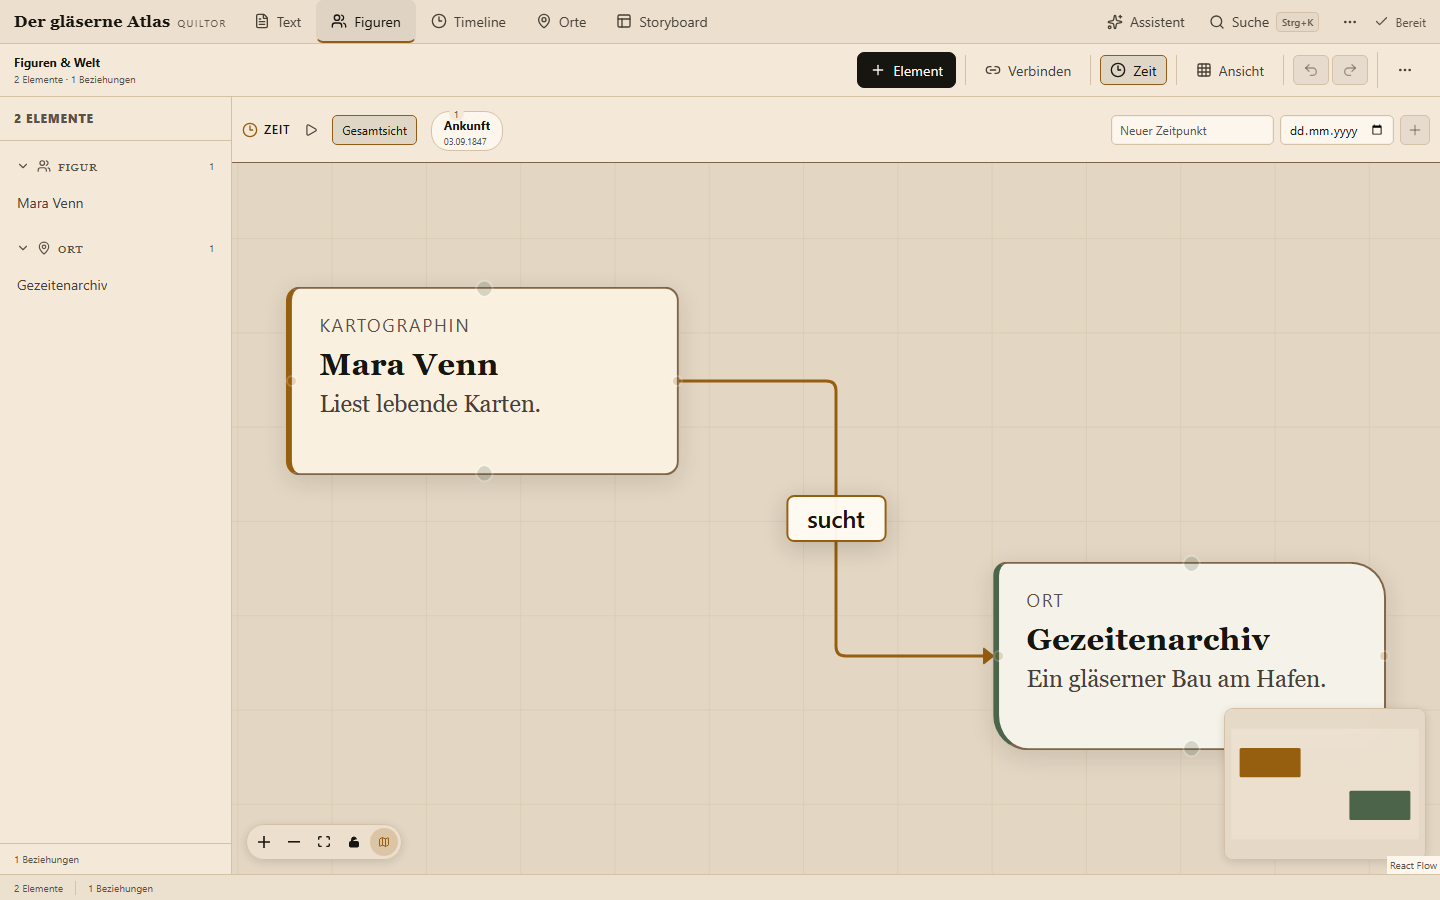 Der gläserne Atlas QUILTOR Text Figuren Timeline Orte Storyboard Assistent Suche Strg+K Bereit
Figuren & Welt
2 Elemente · 1 Beziehungen
Element Verbinden Zeit Ansicht
2 ELEMENTE
FIGUR 1
Mara Venn
ORT 1
Gezeitenarchiv
1 Beziehungen
ZEIT Gesamtsicht
1
Ankunft
03.09.1847
Neuer Zeitpunkt dd.mm.yyyy
KARTOGRAPHIN
Mara Venn
Liest lebende Karten.
sucht
ORT
Gezeitenarchiv
Ein gläserner Bau am Hafen.
React Flow
2 Elemente 1 Beziehungen